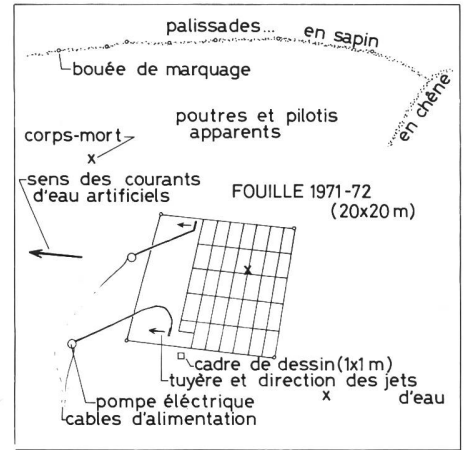 palissades... en sapin
bouée de marquage
en chêne
poutres et pilotis
apparents
corps-mort
x
sens des courants
d'eau artificiels
FOUILLE 1971-72
(20x20 m)
x
cadre de dessin (1x1 m)
tuyère et direction des jets
d'eau
x
pompe éléctrique
cables d'alimentation